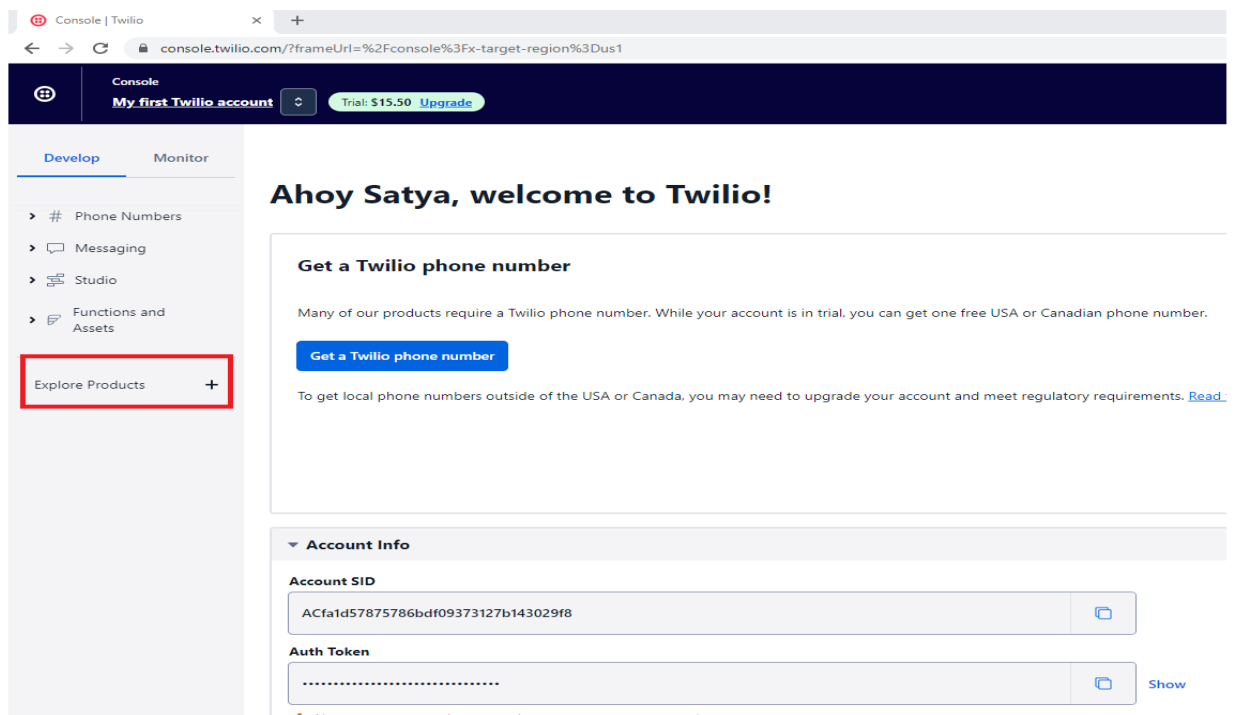 Console | Twilio
console.twilio.com/?frameUrl=%2Fconsole%3Fx-target-region%3Dus1
Console
My first Twilio account
Trial: $15.50 Upgrade
Develop Monitor
Phone Numbers
Messaging
Studio
Functions and
Assets
Explore Products +
Ahoy Satya, welcome to Twilio!
Get a Twilio phone number
Many of our products require a Twilio phone number. While your account is in trial, you can get one free USA or Canadian phone number.
Get a Twilio phone number
To get local phone numbers outside of the USA or Canada, you may need to upgrade your account and meet regulatory requirements. Read
Account Info
Account SID
ACfa1d57875786bdf09373127b143029f8
Auth Token
••••••••••••••••••••••••••••••••
Show